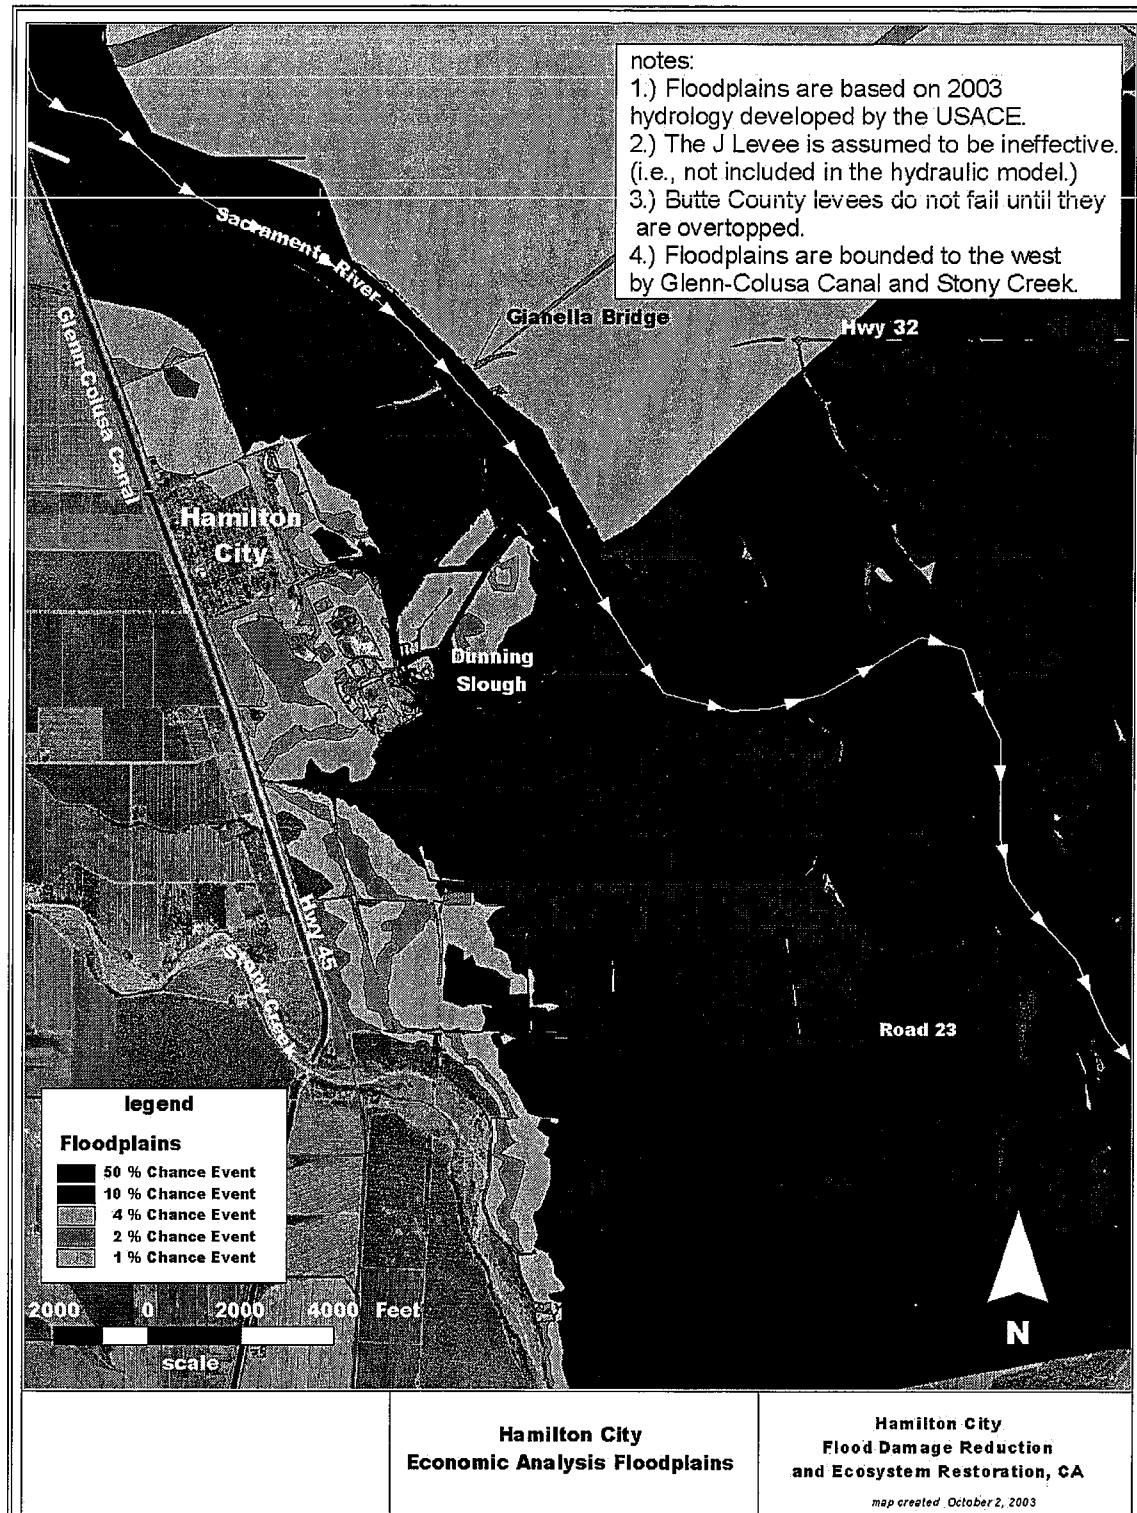 notes:
1.) Floodplains are based on 2003
hydrology developed by the USACE.
2.) The J Levee is assumed to be ineffective.
(i.e., not included in the hydraulic model.)
3.) Butte County levees do not fail until they
are overtopped.
4.) Floodplains are bounded to the west
by Glenn-Colusa Canal and Stony Creek.
Sacramento River
Gianella Bridge
Hwy 32
Glenn-Colusa Canal
Hamilton
City
Dunning
Slough
Hwy 45
Stony Creek
Road 23
legend
Floodplains
50 % Chance Event
10 % Chance Event
4 % Chance Event
2 % Chance Event
1 % Chance Event
2000 0 2000 4000 Feet
scale
N
Hamilton City
Economic Analysis Floodplains
Hamilton City
Flood Damage Reduction
and Ecosystem Restoration, CA
map created October 2, 2003